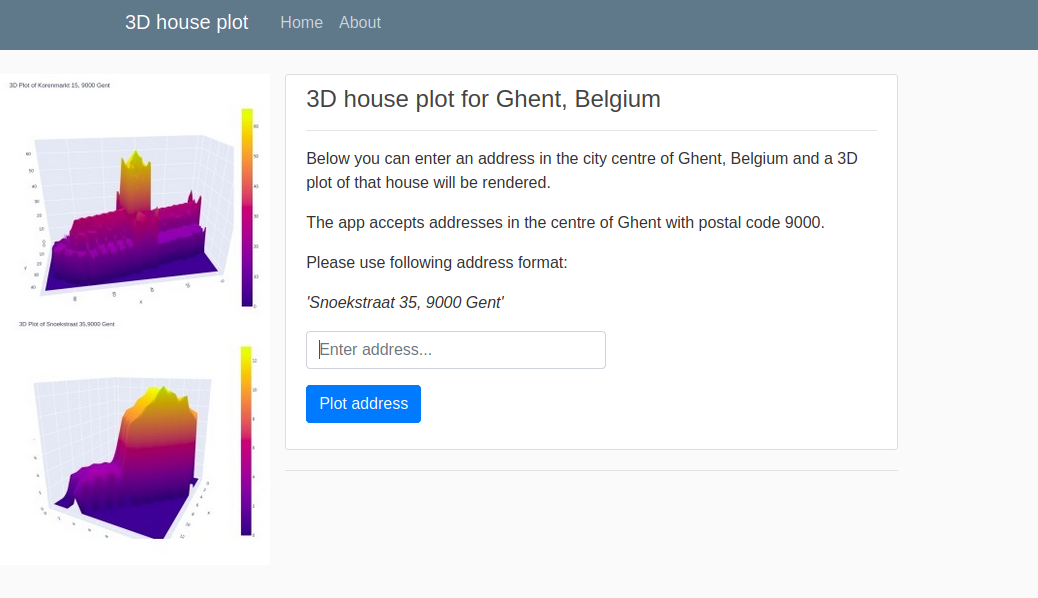 3D house plot Home About
3D Plot of Korenmarkt 15, 9000 Gent
3D Plot of Snoekstraat 35,9000 Gent
3D house plot for Ghent, Belgium
Below you can enter an address in the city centre of Ghent, Belgium and a 3D
plot of that house will be rendered.
The app accepts addresses in the centre of Ghent with postal code 9000.
Please use following address format:
'Snoekstraat 35, 9000 Gent'
Enter address...
Plot address